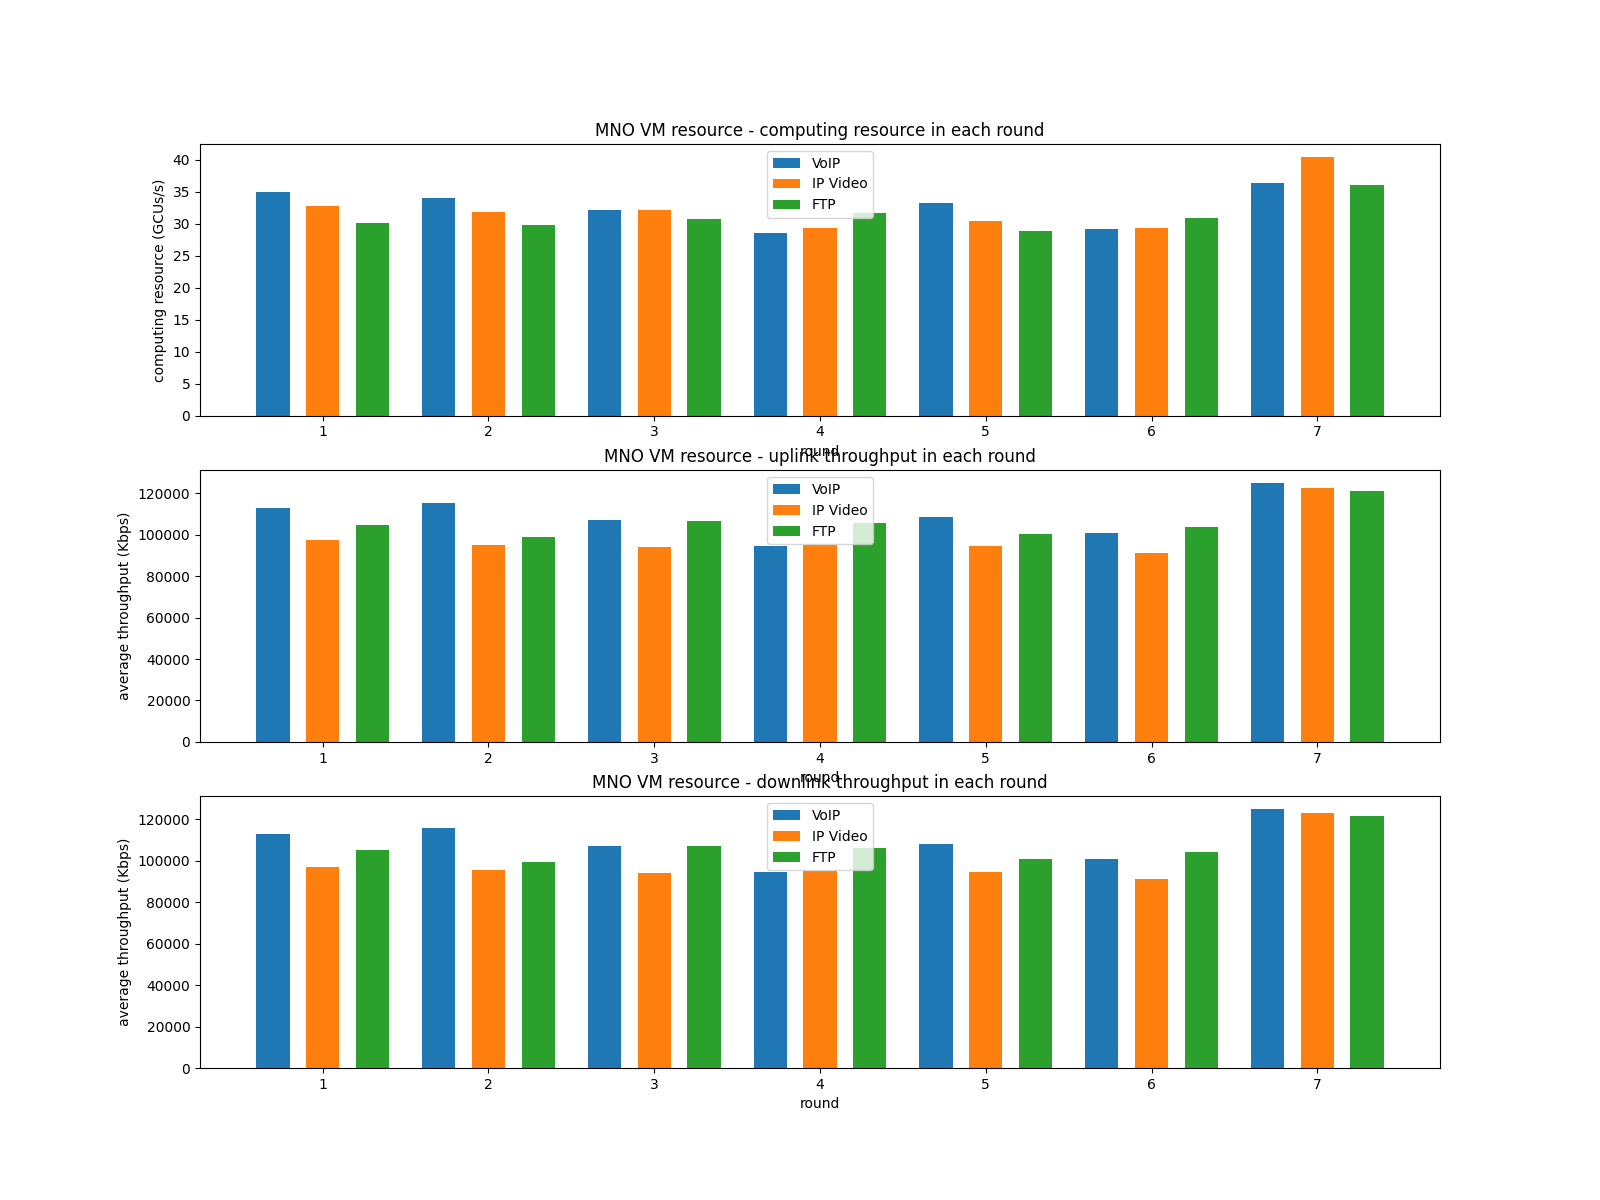 MNO VM resource - computing resource in each round
computing resource (GCUs/s)
40
35
30
25
20
15
10
5
0
VoIP
IP Video
FTP
1 2 3 4 5 6 7
round
MNO VM resource - uplink throughput in each round
average throughput (Kbps)
120000
100000
80000
60000
40000
20000
0
VoIP
IP Video
FTP
1 2 3 4 5 6 7
round
MNO VM resource - downlink throughput in each round
average throughput (Kbps)
120000
100000
80000
60000
40000
20000
0
VoIP
IP Video
FTP
1 2 3 4 5 6 7
round